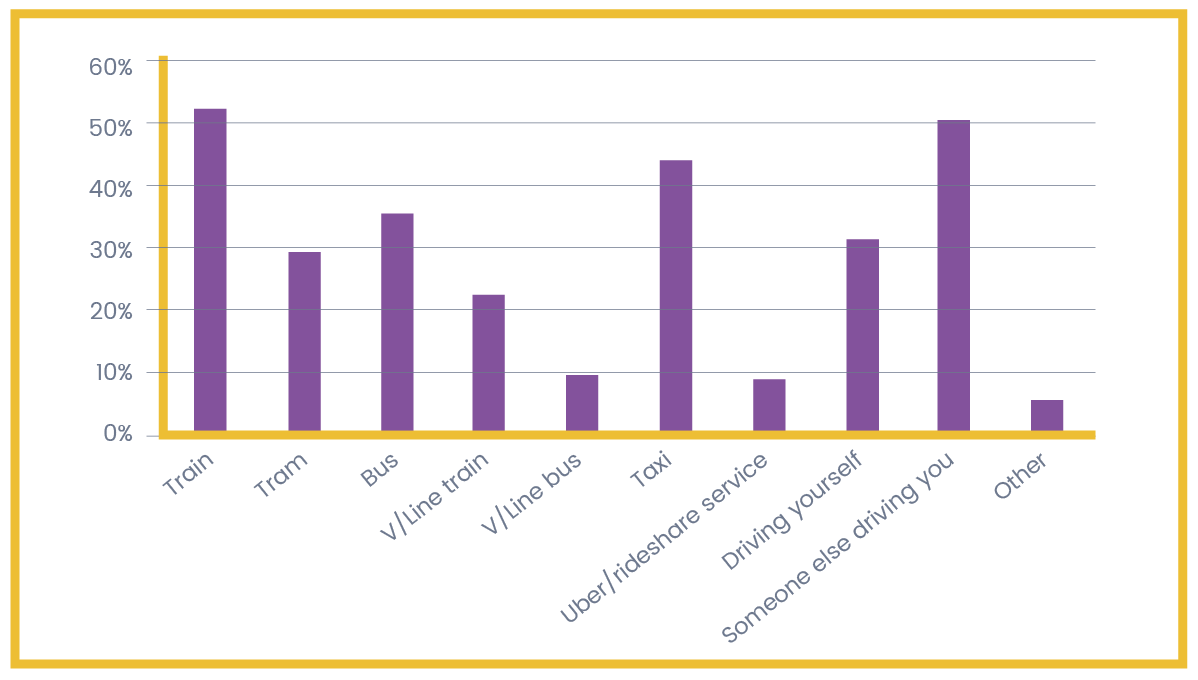 60%
50%
40%
30%
20%
10%
0%
Train
Tram
Bus
V/Line train
V/Line bus
Taxi
Uber/rideshare service
Driving yourself
Someone else driving you
Other